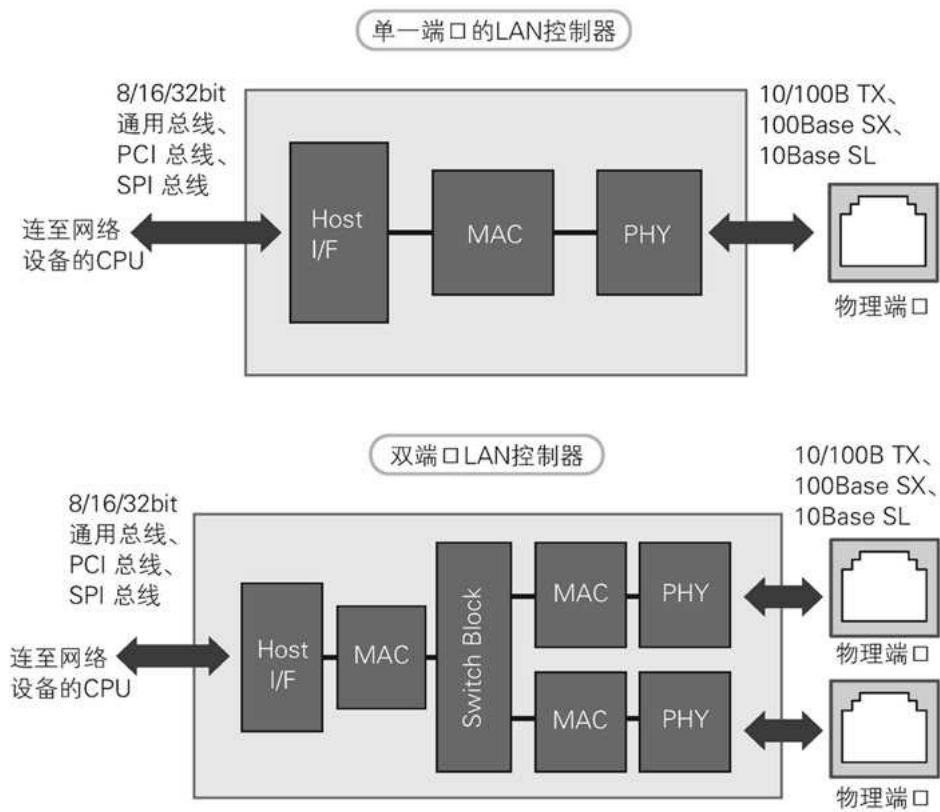 单一端口的LAN控制器
8/16/32bit
通用总线、
PCI 总线、
SPI 总线
10/100B TX、
100Base SX、
10Base SL
连至网络
设备的CPU
Host
I/F
MAC
PHY
物理端口
双端口LAN控制器
8/16/32bit
通用总线、
PCI 总线、
SPI 总线
10/100B TX、
100Base SX、
10Base SL
连至网络
设备的CPU
Host
I/F
MAC
Switch Block
MAC
PHY
物理端口
MAC
PHY
物理端口